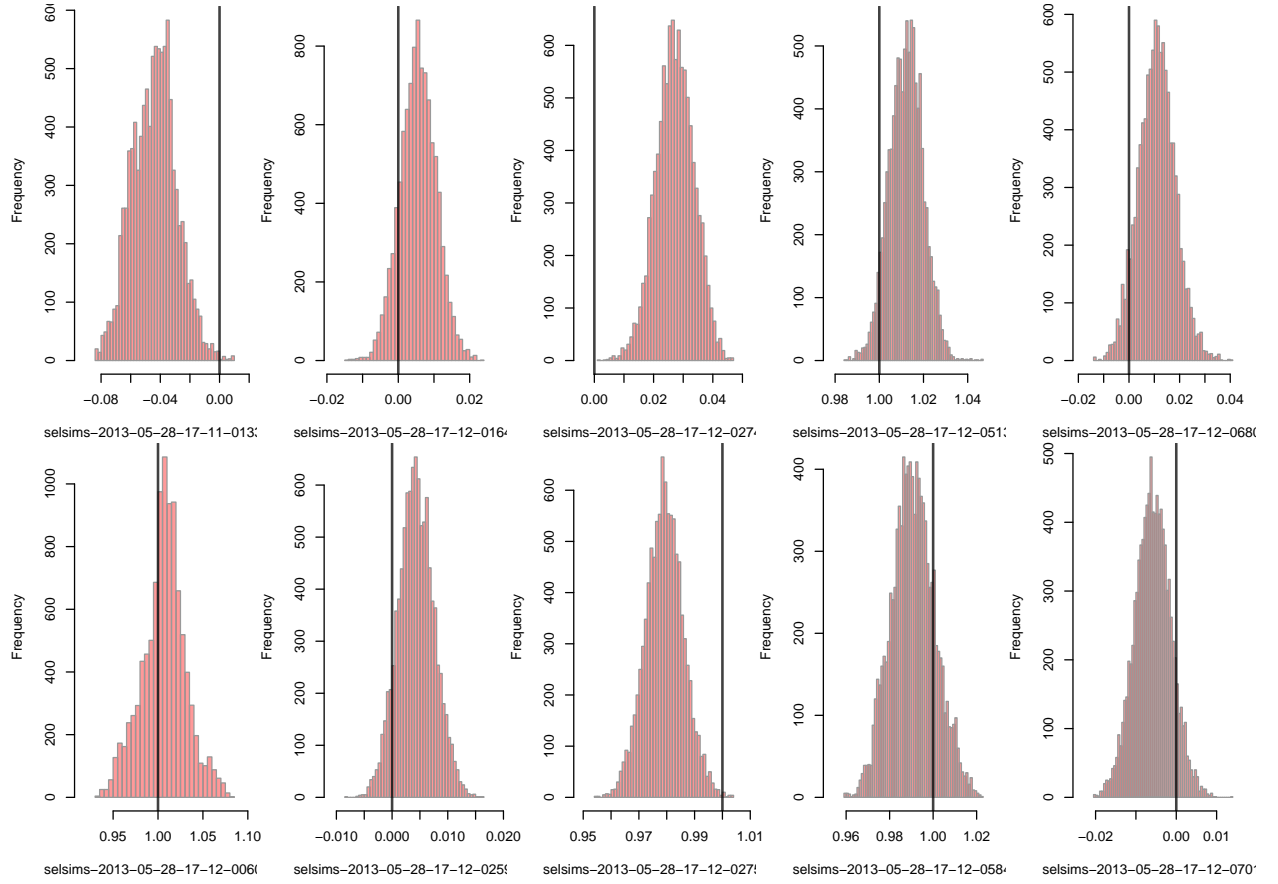 Frequency
0 100 200 300 400 500 60
−0.08 −0.04 0.00
selsims−2013−05−28−17−11−013
Frequency
0 200 400 600 800
−0.02 0.00 0.02
selsims−2013−05−28−17−12−016
Frequency
0 100 200 300 400 500 600
0.00 0.02 0.04
selsims−2013−05−28−17−12−027
Frequency
0 100 200 300 400 500
0.98 1.00 1.02 1.04
selsims−2013−05−28−17−12−051
Frequency
0 100 200 300 400 500 600
−0.02 0.00 0.02 0.04
selsims−2013−05−28−17−12−068
Frequency
0 200 400 600 800 1000
0.95 1.00 1.05 1.10
selsims−2013−05−28−17−12−006
Frequency
0 100 200 300 400 500 600
−0.010 0.000 0.010 0.020
selsims−2013−05−28−17−12−025
Frequency
0 100 200 300 400 500 600
0.95 0.97 0.99 1.01
selsims−2013−05−28−17−12−027
Frequency
0 100 200 300 400
0.96 0.98 1.00 1.02
selsims−2013−05−28−17−12−058
Frequency
0 100 200 300 400 500
−0.02 0.00 0.01
selsims−2013−05−28−17−12−070